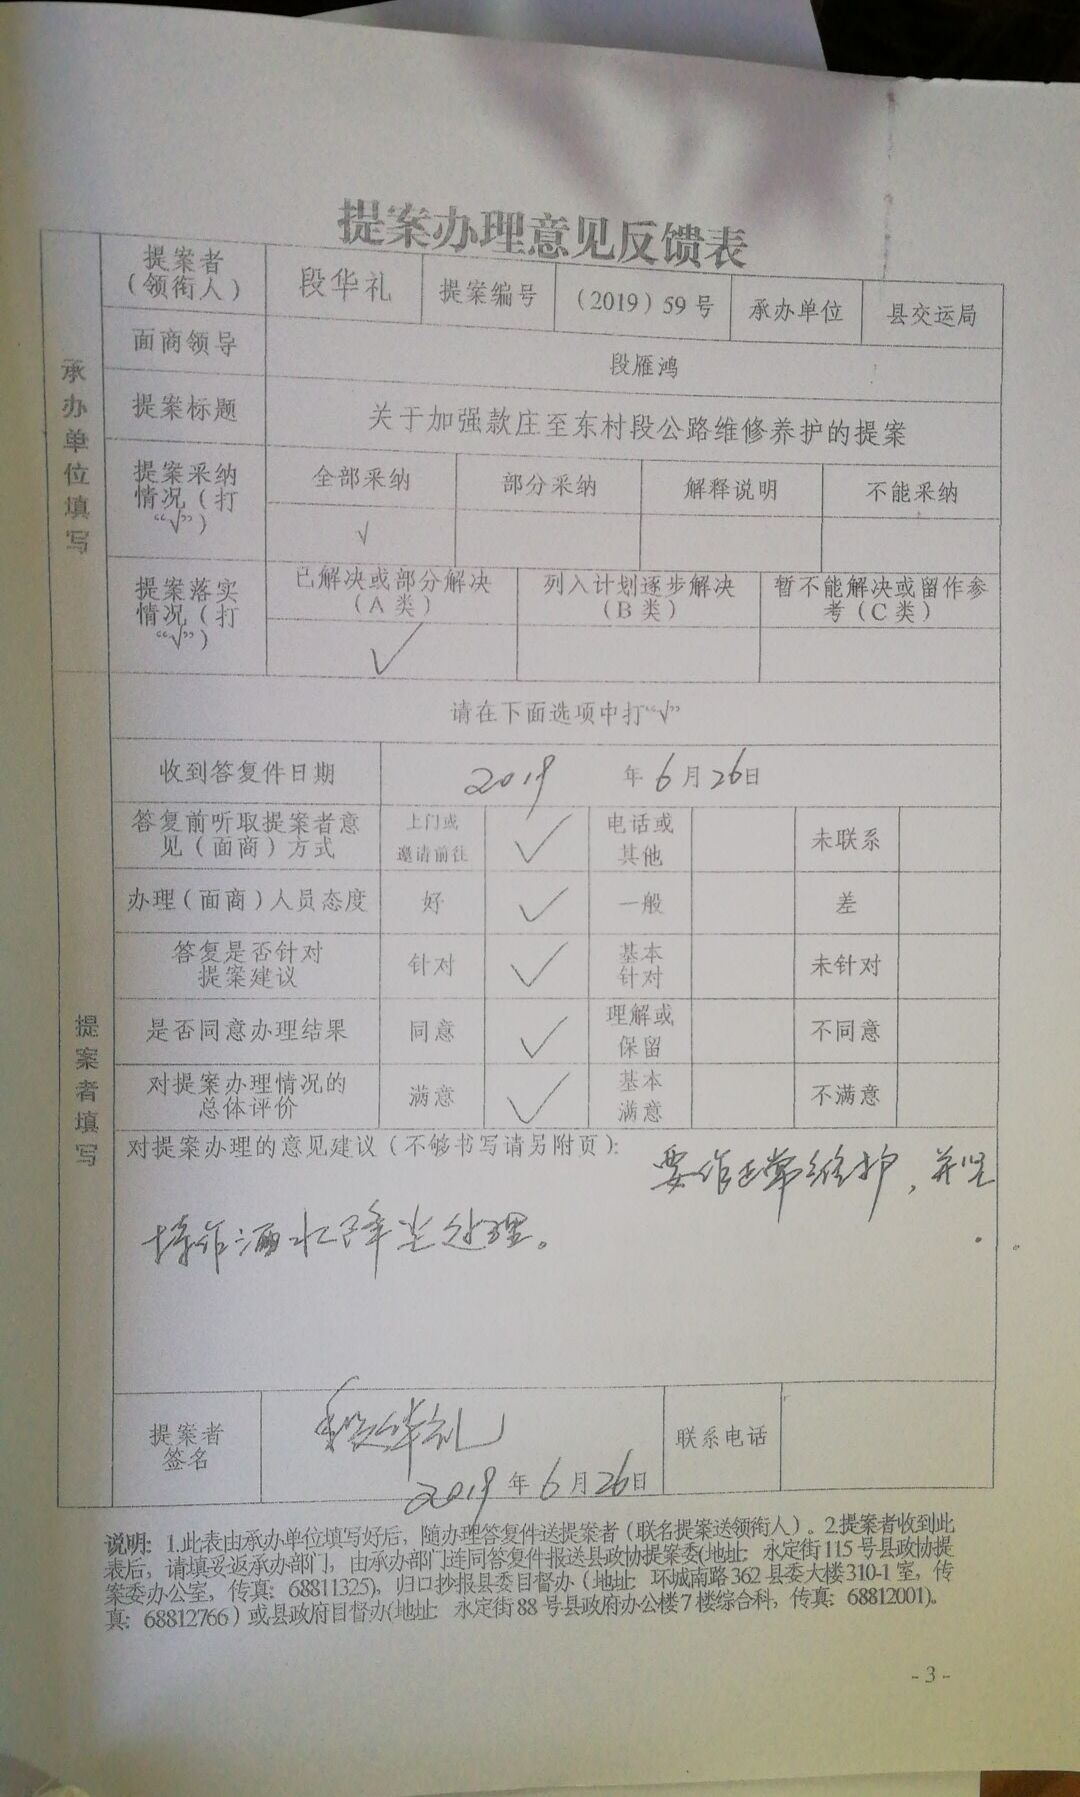 提案办理意见反馈表
承办单位填写
提案者
（领衔人）
段华礼
提案编号
（2019）59号
承办单位
县交运局
面商领导
段雁鸿
提案标题
关于加强款庄至东村段公路维修养护的提案
提案采纳
情况（打
“√”）
全部采纳
部分采纳
解释说明
不能采纳
√
提案落实
情况（打
“√”）
已解决或部分解决
（A类）
列入计划逐步解决
（B类）
暂不能解决或留作参
考（C类）
√
提案者填写
请在下面选项中打“√”
收到答复件日期
2019 年 6 月 26 日
答复前听取提案者意
见（面商）方式
上门或
邀请前往
√
电话或
其他
未联系
办理（面商）人员态度
好
√
一般
差
答复是否针对
提案建议
针对
√
基本
针对
未针对
是否同意办理结果
同意
√
理解或
保留
不同意
对提案办理情况的
总体评价
满意
√
基本
满意
不满意
对提案办理的意见建议（不够书写请另附页）：
要作正常维护，并坚
持作洒水降尘处理。
提案者
签名
段华礼
2019 年 6 月 26 日
联系电话
说明：1.此表由承办单位填写好后，随办理答复件送提案者（联名提案送领衔人）。2.提案者收到此
表后，请填妥返承办部门，由承办部门连同答复件报送县政协提案委(地址：永定街115号县政协提
案委办公室，传真：68811325)，归口抄报县委目督办（地址：环城南路362县委大楼310-1室，传
真：68812766）或县政府目督办(地址：永定街88号县政府办公楼7楼综合科，传真：68812001)。
- 3 -